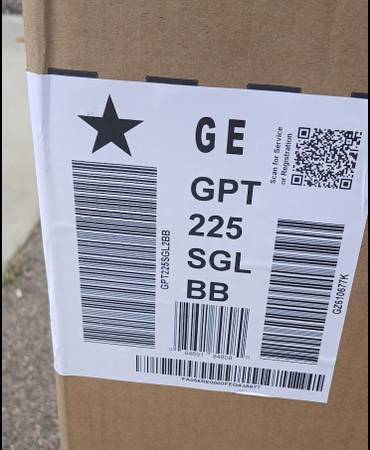 GE
Scan for Service
or Registration
GPT
225
SGL
BB
GPT225SGL2BB
GZ610677K